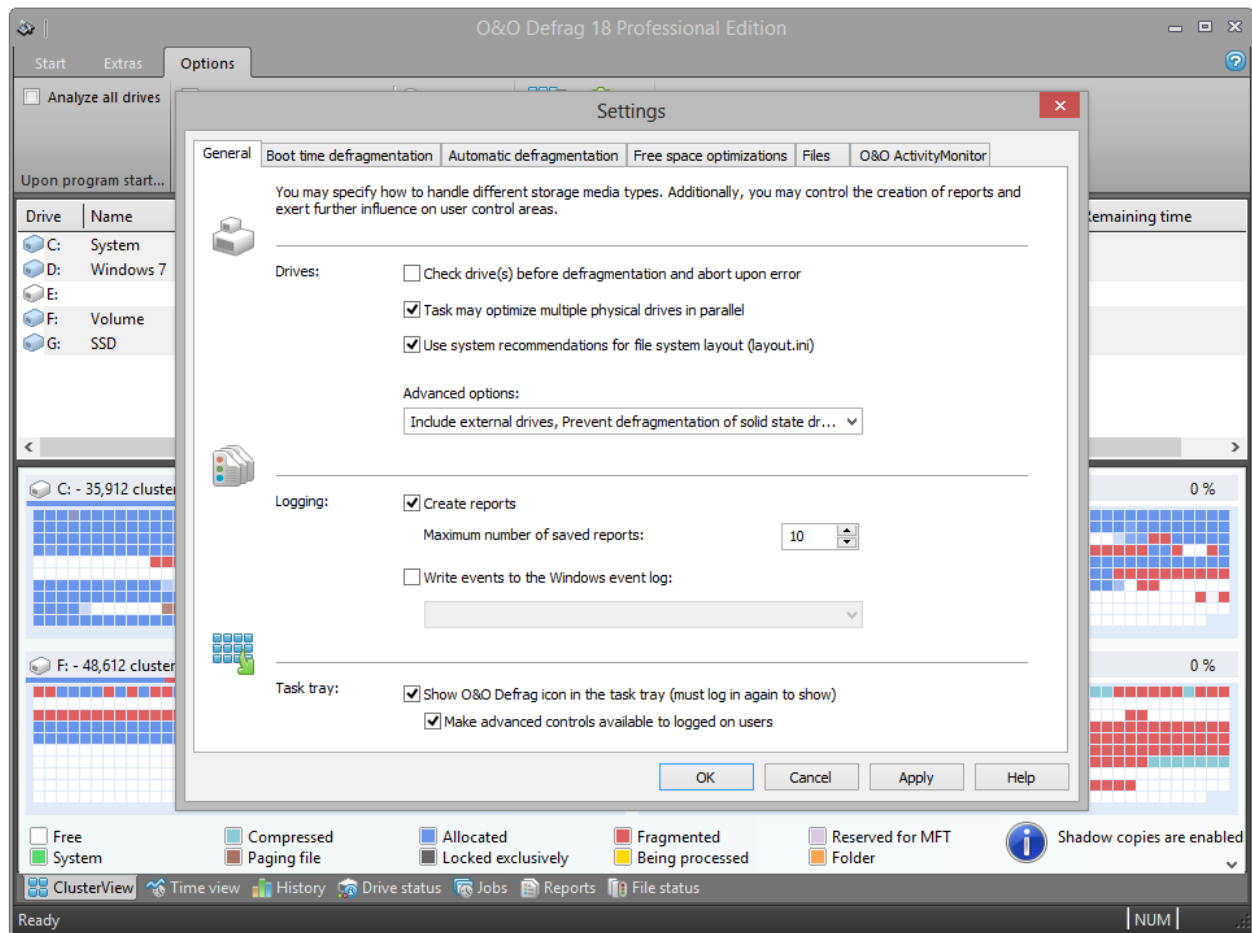 O&O Defrag 18 Professional Edition
Start Extras Options
Analyze all drives
Upon program start...
Settings
General Boot time defragmentation Automatic defragmentation Free space optimizations Files O&O ActivityMonitor
You may specify how to handle different storage media types. Additionally, you may control the creation of reports and
exert further influence on user control areas.
Drives:
Check drive(s) before defragmentation and abort upon error
Task may optimize multiple physical drives in parallel
Use system recommendations for file system layout (layout.ini)
Advanced options:
Include external drives, Prevent defragmentation of solid state dr...
Logging:
Create reports
Maximum number of saved reports: 10
Write events to the Windows event log:
Task tray:
Show O&O Defrag icon in the task tray (must log in again to show)
Make advanced controls available to logged on users
OK Cancel Apply Help
Drive Name Remaining time
C: System
D: Windows 7
E:
F: Volume
G: SSD
C: - 35,912 cluster 0 %
F: - 48,612 cluster 0 %
Free Compressed Allocated Fragmented Reserved for MFT Shadow copies are enabled
System Paging file Locked exclusively Being processed Folder
ClusterView Time view History Drive status Jobs Reports File status
Ready NUM